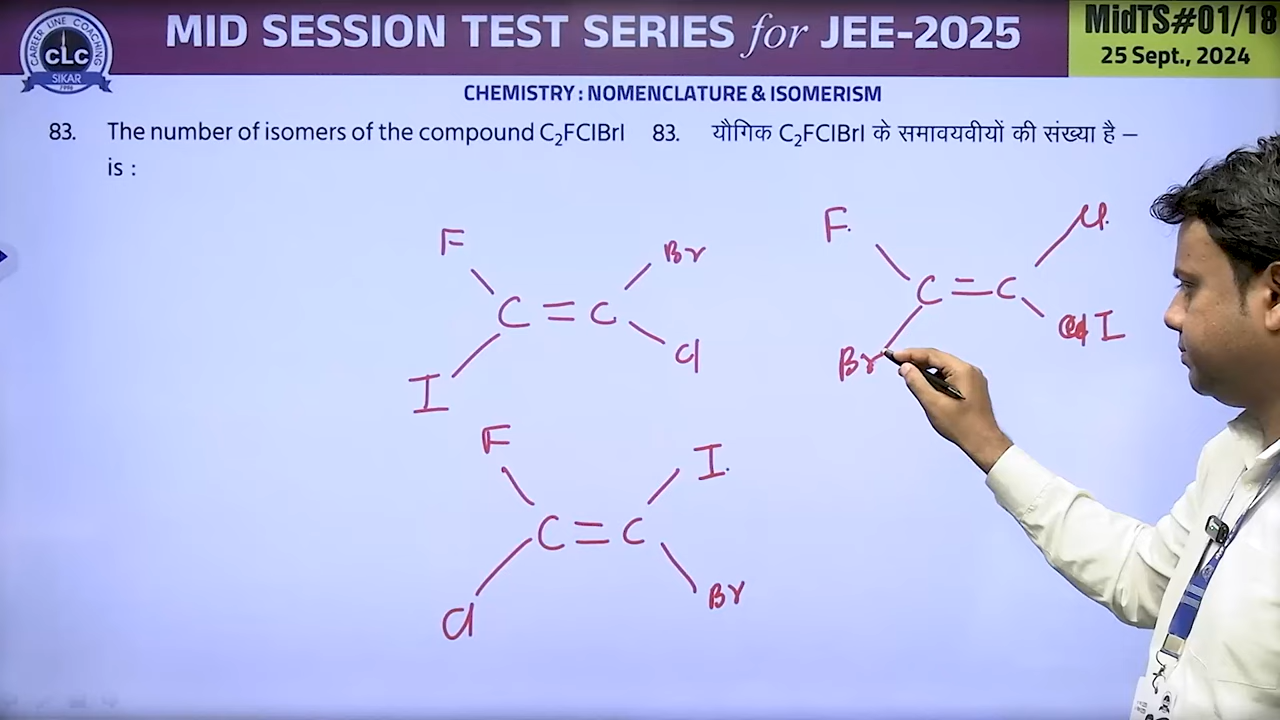 CAREER LINE COACHING
CLC
SIKAR
1996
MID SESSION TEST SERIES for JEE-2025
MidTS#01/18
25 Sept., 2024
CHEMISTRY : NOMENCLATURE & ISOMERISM
83. The number of isomers of the compound C₂FClBrI is :
83. यौगिक C₂FClBrI के समावयवीयों की संख्या है –
F Br
C = C
I Cl
F Cl
C = C
Br I
F I
C = C
Cl Br